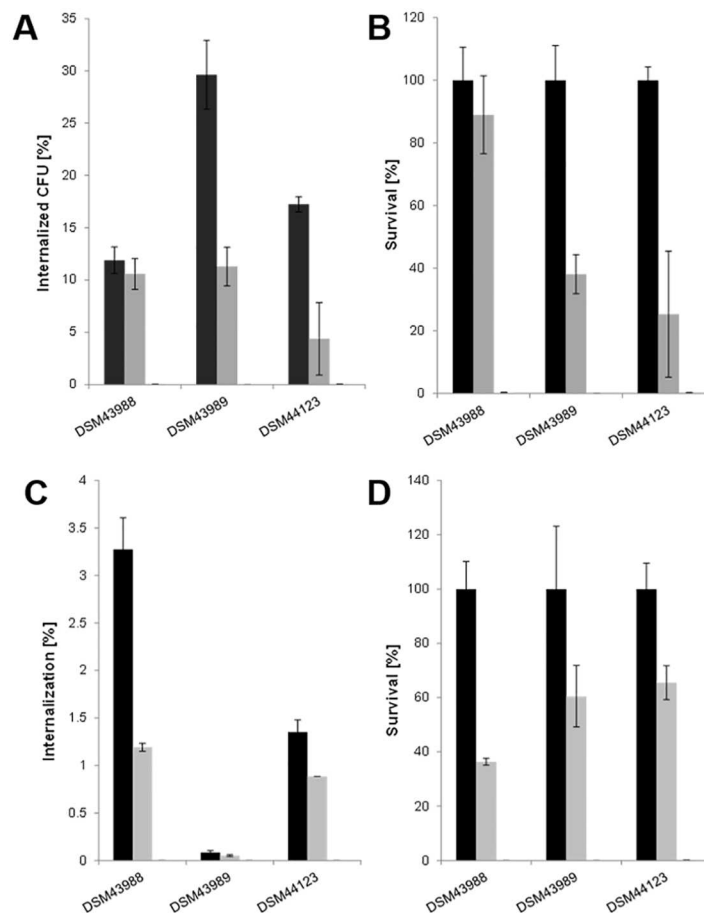 A
Internalized CFU [%]
35
30
25
20
15
10
5
0
DSM43988
DSM43989
DSM44123
B
Survival [%]
120
100
80
60
40
20
0
DSM43988
DSM43989
DSM44123
C
Internalization [%]
4
3.5
3
2.5
2
1.5
1
0.5
0
DSM43988
DSM43989
DSM44123
D
Survival [%]
140
120
100
80
60
40
20
0
DSM43988
DSM43989
DSM44123